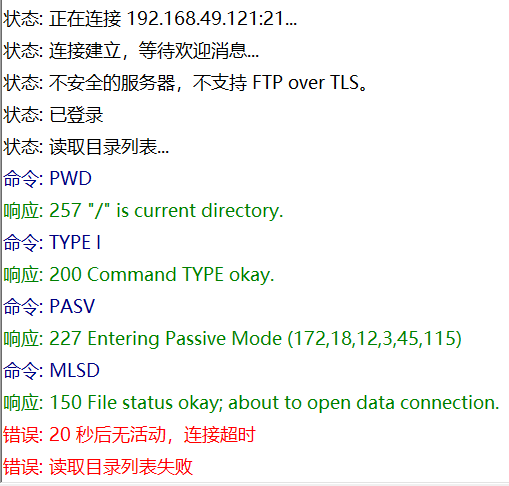 状态: 正在连接 192.168.49.121:21...
状态: 连接建立，等待欢迎消息...
状态: 不安全的服务器，不支持 FTP over TLS。
状态: 已登录
状态: 读取目录列表...
命令: PWD
响应: 257 "/" is current directory.
命令: TYPE I
响应: 200 Command TYPE okay.
命令: PASV
响应: 227 Entering Passive Mode (172,18,12,3,45,115)
命令: MLSD
响应: 150 File status okay; about to open data connection.
错误: 20 秒后无活动，连接超时
错误: 读取目录列表失败